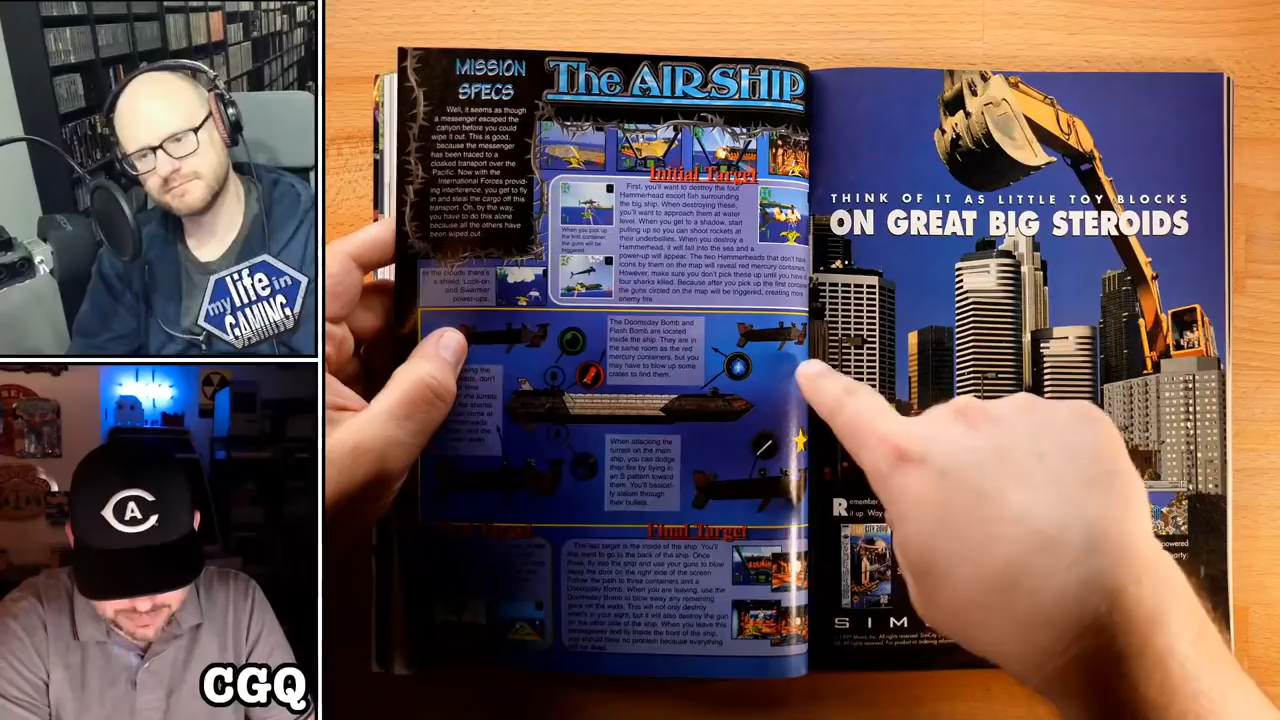 my
life in
GAMING
A
CGQ
MISSION
SPECS
Well, it seems as though
a messenger escaped the
canyon before you could
wipe it out. This is good,
because the messenger
has been traced to a
cloaked transport over the
Pacific. Now with the
International Forces provid-
ing interference, you get to fly
in and steal the cargo off this
transport. Oh, by the way,
you have to do this alone
because all the others have
been wiped out.
The AIRSHIP
Initial Target
First, you'll want to destroy the four
Hammerhead escort fish surrounding
the big ship. When destroying these,
you'll want to approach them at water
level. When you get to a shadow, start
pulling up so you can shoot rockets at
their underbellies. When you destroy a
Hammerhead, it will fall into the sea and a
power-up will appear. The two Hammerheads that don't have
icons by them on the map will reveal red mercury containers.
However, make sure you don't pick these up until you have all
four sharks killed. Because after you pick up the first container
the guns circled on the map will be triggered, creating more
enemy fire.
When you pick up
the first container,
the guns will be
triggered.
In the clouds there's
a shield, Lock-on
and Swarmer
power-ups.
The Doomsday Bomb and
Flash Bomb are located
inside the ship. They are in
the same room as the red
mercury containers, but you
may have to blow up some
crates to find them.
When attacking the
turrets on the main
ship, you can dodge
their fire by flying in
an S pattern toward
them. You'll basical-
ly slalom through
their bullets.
Final Target
The last target is the inside of the ship. You'll
first want to go to the back of the ship. Once
there, fly into the ship and use your guns to blow
away the door on the right side of the screen.
Follow the path to three containers and a
Doomsday Bomb. When you are leaving, use the
Doomsday Bomb to blow away any remaining
guns on the walls. This will not only destroy
what's in your sight, but it will also destroy the gun
on the other side of the ship. When you leave this
passageway and fly inside the front of the ship,
you should have no problem because everything
will be dead.
THINK OF IT AS LITTLE TOY BLOCKS
ON GREAT BIG STEROIDS
Remember
it up. Way
powered
SIM